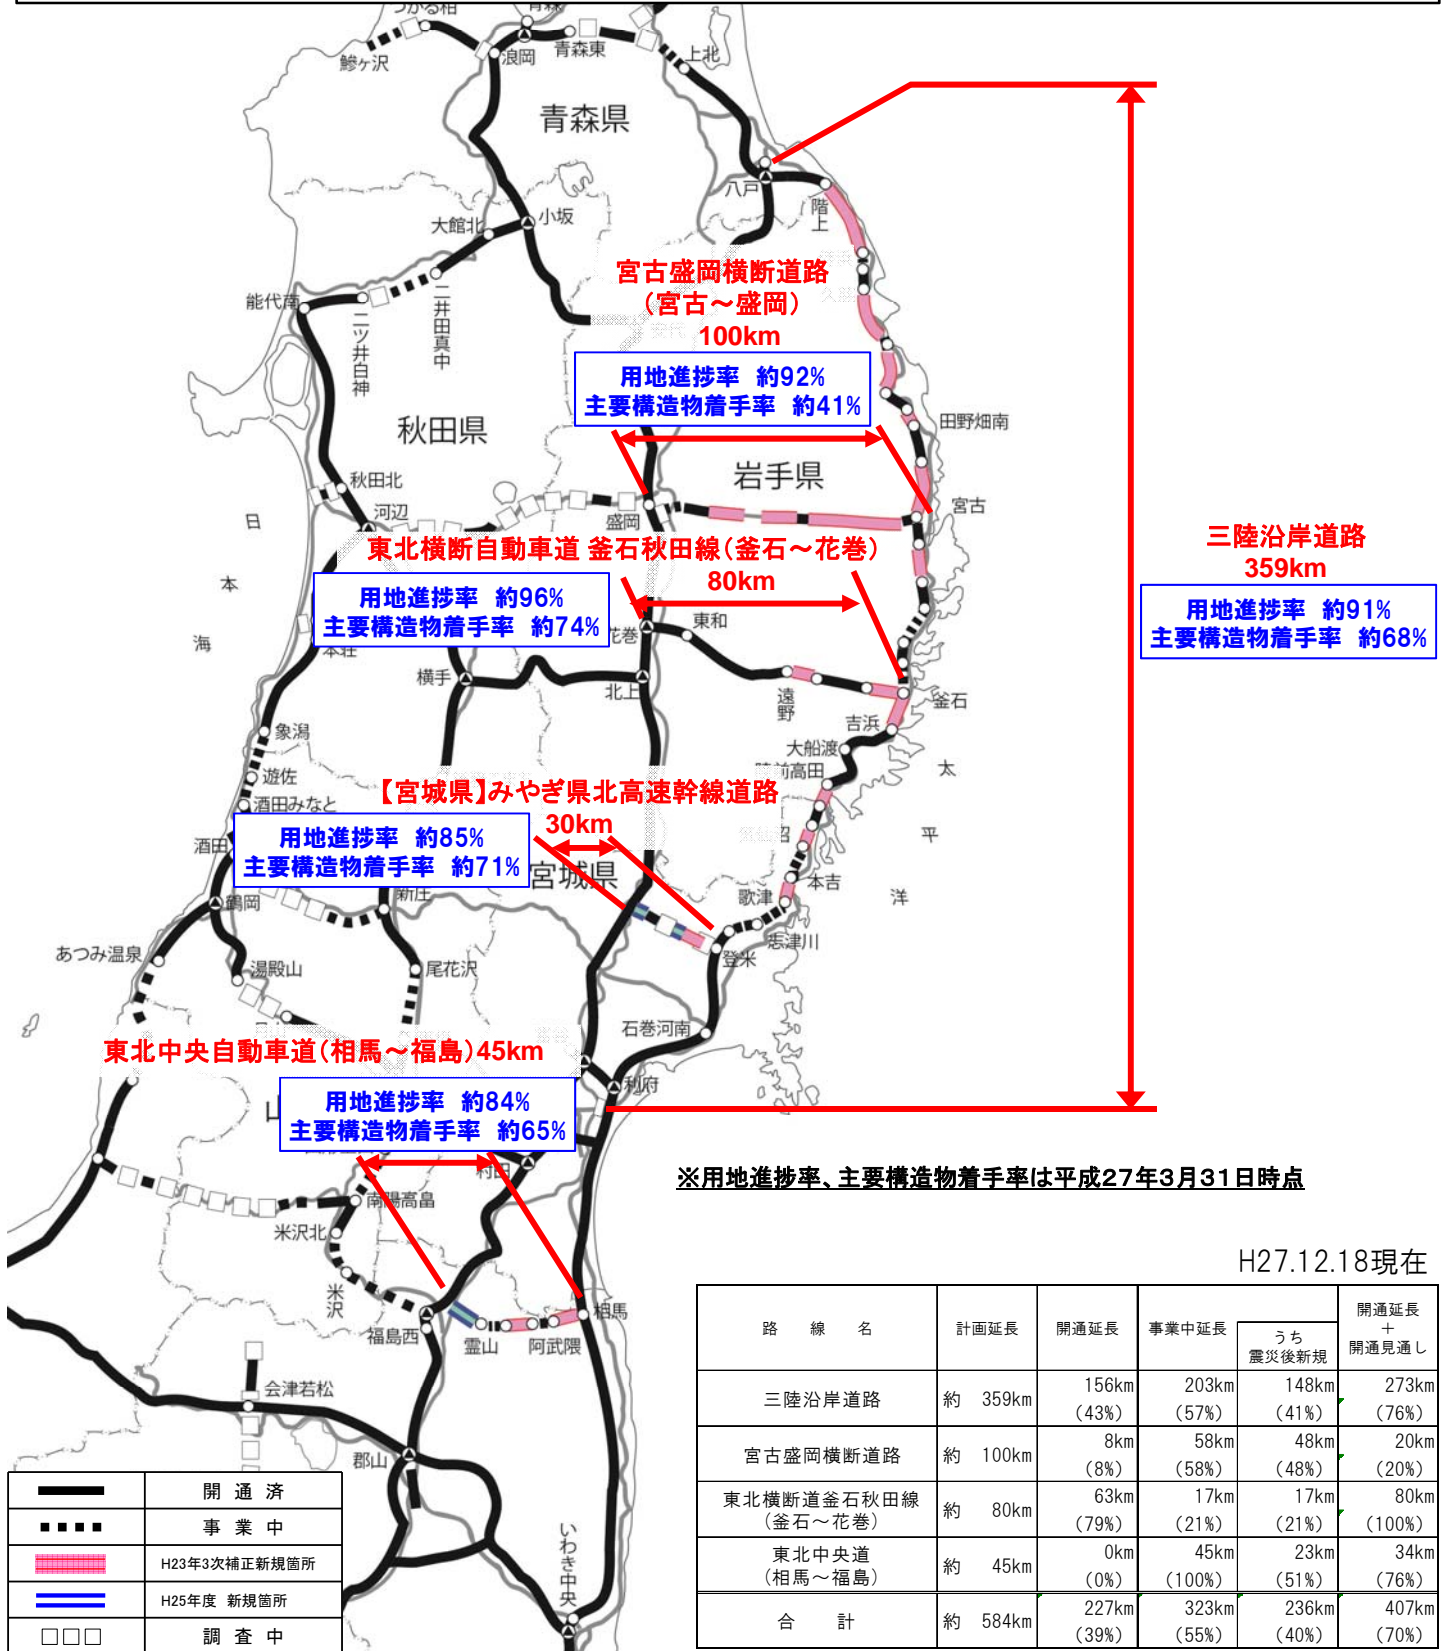 鰺ヶ沢
浪岡
青森東
上北
青森県
八戸
階上
大館北
小坂
能代南
二ツ井白神
二井田真中
宮古盛岡横断道路
(宮古～盛岡)
100km
用地進捗率 約92%
主要構造物着手率 約41%
秋田県
田野畑南
岩手県
秋田北
河辺
盛岡
宮古
日本海
東北横断自動車道 釜石秋田線(釜石～花巻)
80km
用地進捗率 約96%
主要構造物着手率 約74%
三陸沿岸道路
359km
用地進捗率 約91%
主要構造物着手率 約68%
花巻
東和
本荘
横手
北上
遠野
釜石
吉浜
大船渡
陸前高田
象潟
遊佐
酒田みなと
酒田
太平洋
【宮城県】みやぎ県北高速幹線道路
30km
用地進捗率 約85%
主要構造物着手率 約71%
宮城県
新庄
鶴岡
本吉
歌津
志津川
登米
あつみ温泉
湯殿山
尾花沢
石巻河南
東北中央自動車道(相馬～福島)45km
用地進捗率 約84%
主要構造物着手率 約65%
利府
村田
※用地進捗率、主要構造物着手率は平成27年3月31日時点
南陽高畠
米沢北
米沢
福島西
霊山
阿武隈
相馬
会津若松
郡山
いわき中央
開通済
事業中
H23年3次補正新規箇所
H25年度 新規箇所
調査中
H27.12.18現在
路線名 計画延長 開通延長 事業中延長 うち震災後新規 開通延長+開通見通し
三陸沿岸道路 約 359km 156km 203km 148km 273km
(43%) (57%) (41%) (76%)
宮古盛岡横断道路 約 100km 8km 58km 48km 20km
(8%) (58%) (48%) (20%)
東北横断道釜石秋田線 約 80km 63km 17km 17km 80km
(釜石～花巻) (79%) (21%) (21%) (100%)
東北中央道 約 45km 0km 45km 23km 34km
(相馬～福島) (0%) (100%) (51%) (76%)
合計 約 584km 227km 323km 236km 407km
(39%) (55%) (40%) (70%)